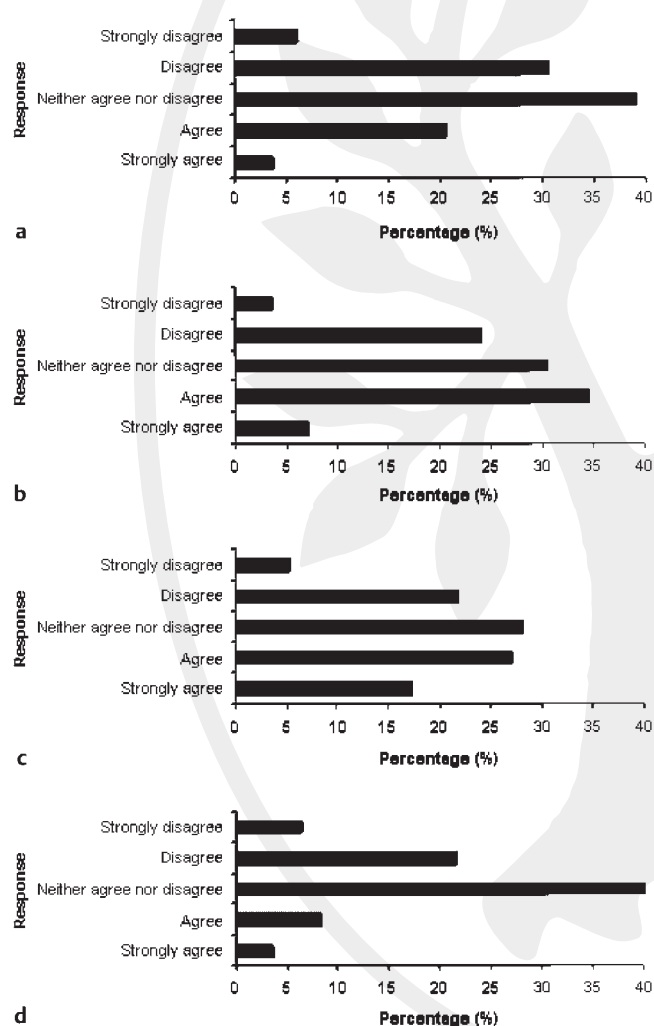 Response
Strongly disagree
Disagree
Neither agree nor disagree
Agree
Strongly agree
0 5 10 15 20 25 30 35 40
Percentage (%)
a
Response
Strongly disagree
Disagree
Neither agree nor disagree
Agree
Strongly agree
0 5 10 15 20 25 30 35 40
Percentage (%)
b
Response
Strongly disagree
Disagree
Neither agree nor disagree
Agree
Strongly agree
0 5 10 15 20 25 30 35 40
Percentage (%)
c
Response
Strongly disagree
Disagree
Neither agree nor disagree
Agree
Strongly agree
0 5 10 15 20 25 30 35 40
Percentage (%)
d